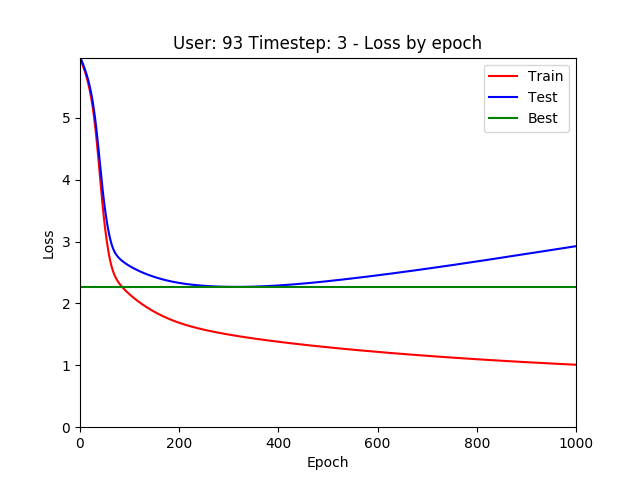 User: 93 Timestep: 3 - Loss by epoch
Train
Test
Best
5
4
3
2
1
0
Loss
0 200 400 600 800 1000
Epoch